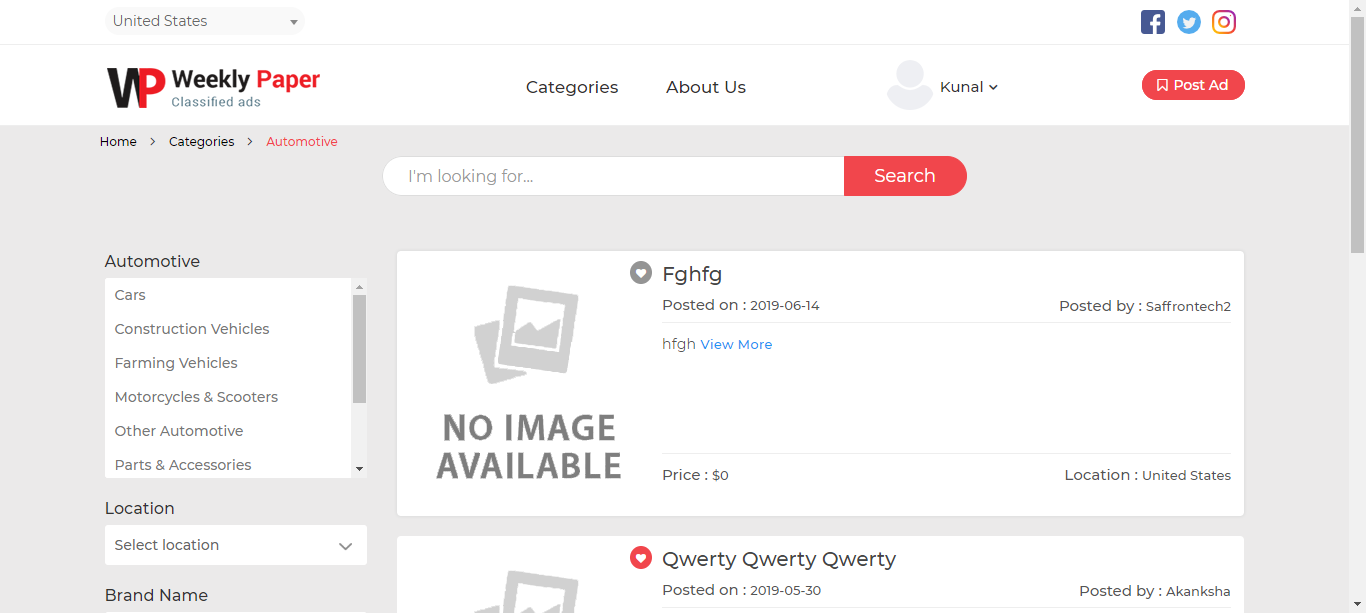 United States
WP Weekly Paper
Classified ads
Categories
About Us
Kunal
Post Ad
Home > Categories > Automotive
I'm looking for...
Search
Automotive
Cars
Construction Vehicles
Farming Vehicles
Motorcycles & Scooters
Other Automotive
Parts & Accessories
Location
Select location
Brand Name
NO IMAGE
AVAILABLE
Fghfg
Posted on : 2019-06-14
Posted by : Saffrontech2
hfgh View More
Price : $0
Location : United States
Qwerty Qwerty Qwerty
Posted on : 2019-05-30
Posted by : Akanksha